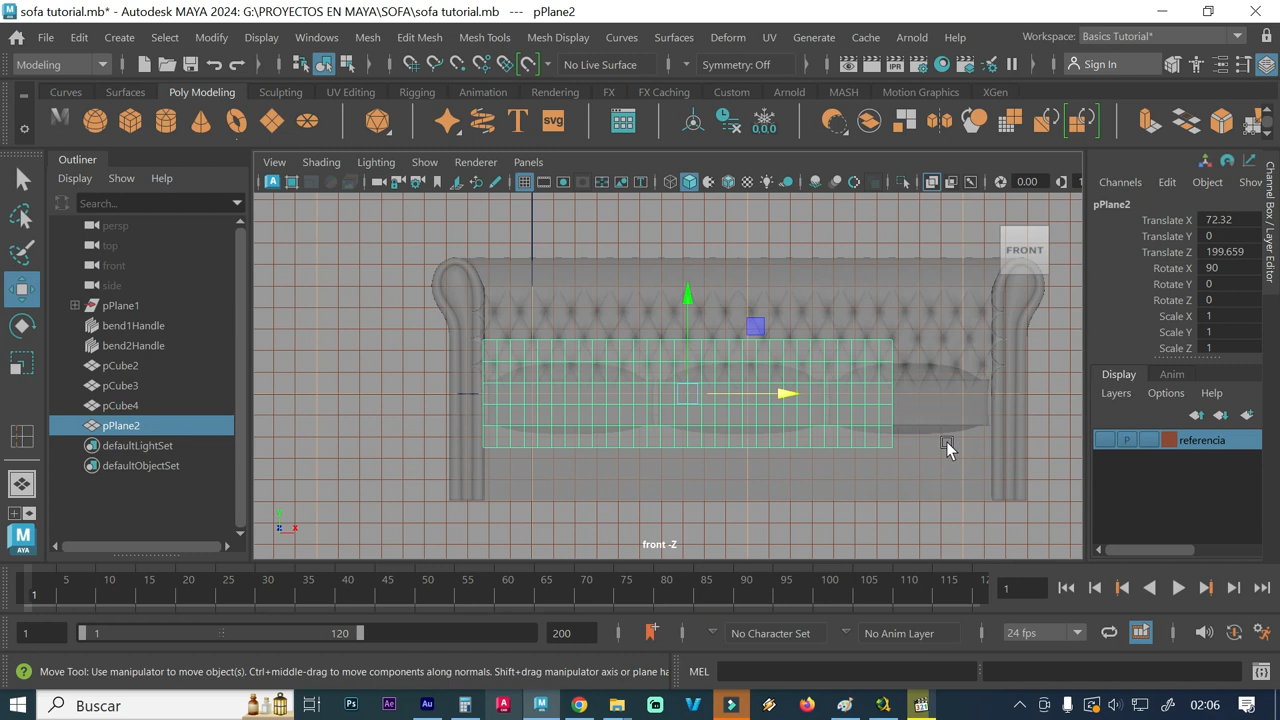 sofa tutorial.mb* - Autodesk MAYA 2024: G:\PROYECTOS EN MAYA\SOFA\sofa tutorial.mb --- pPlane2
File Edit Create Select Modify Display Windows Mesh Edit Mesh Mesh Tools Mesh Display Curves Surfaces Deform UV Generate Cache Arnold Help Workspace: Basics Tutorial*
Modeling No Live Surface Symmetry: Off Sign In
Curves Surfaces Poly Modeling Sculpting UV Editing Rigging Animation Rendering FX FX Caching Custom Arnold MASH Motion Graphics XGen
Outliner
Display Show Help
Search...
persp
top
front
side
pPlane1
bend1Handle
bend2Handle
pCube2
pCube3
pCube4
pPlane2
defaultLightSet
defaultObjectSet
View Shading Lighting Show Renderer Panels
0.00
FRONT
front -Z
Channels Edit Object Show
pPlane2
Translate X 72.32
Translate Y 0
Translate Z 199.659
Rotate X 90
Rotate Y 0
Rotate Z 0
Scale X 1
Scale Y 1
Scale Z 1
Display Anim
Layers Options Help
P referencia
Channel Box / Layer Editor
5 10 15 20 25 30 35 40 45 50 55 60 65 70 75 80 85 90 95 100 105 110 115 12
1 1
1 1 120 200 No Character Set No Anim Layer 24 fps
Move Tool: Use manipulator to move object(s). Ctrl+middle-drag to move components along normals. Shift+drag manipulator axis or plane ha MEL
Buscar 02:06